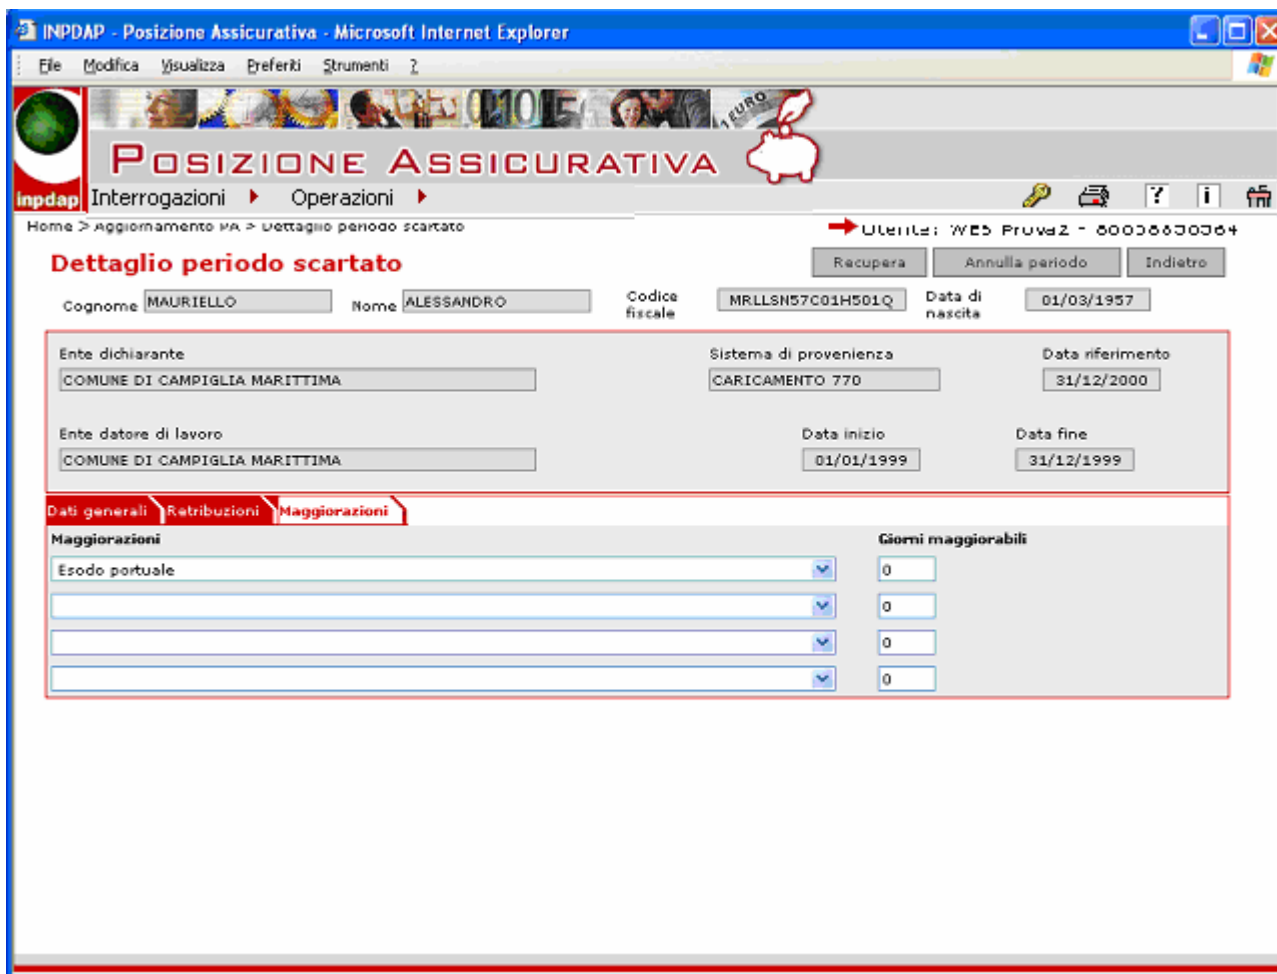 INPDAP - Posizione Assicurativa - Microsoft Internet Explorer
File Modifica Visualizza Preferiti Strumenti ?
EURO
POSIZIONE ASSICURATIVA
inpdap Interrogazioni Operazioni ? i
Home > Aggiornamento PA > Dettaglio periodo scartato
Utente: WEB Prova2 -
Dettaglio periodo scartato Recupera Annulla periodo Indietro
Cognome MAURIELLO Nome ALESSANDRO Codice fiscale MRLLSN57C01H501Q Data di nascita 01/03/1957
Ente dichiarante Sistema di provenienza Data riferimento
COMUNE DI CAMPIGLIA MARITTIMA CARICAMENTO 770 31/12/2000
Ente datore di lavoro Data inizio Data fine
COMUNE DI CAMPIGLIA MARITTIMA 01/01/1999 31/12/1999
Dati generali Retribuzioni Maggiorazioni
Maggiorazioni Giorni maggiorabili
Esodo portuale 0
0
0
0